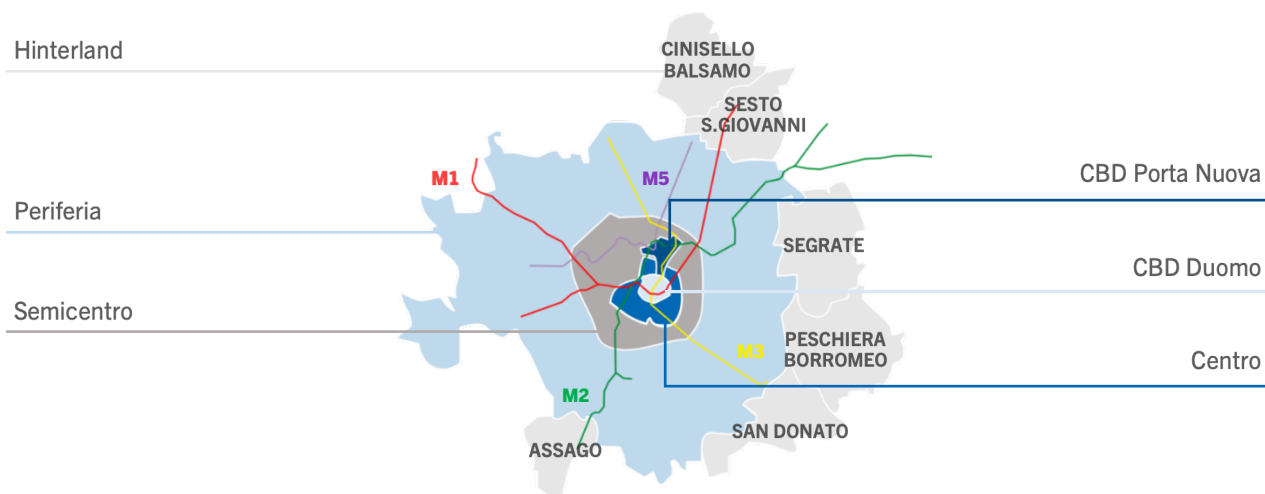 Hinterland
CINISELLO
BALSAMO
SESTO
S.GIOVANNI
M1
M5
CBD Porta Nuova
Periferia
SEGRATE
CBD Duomo
Semicentro
PESCHIERA
BORROMEO
M3
Centro
M2
SAN DONATO
ASSAGO